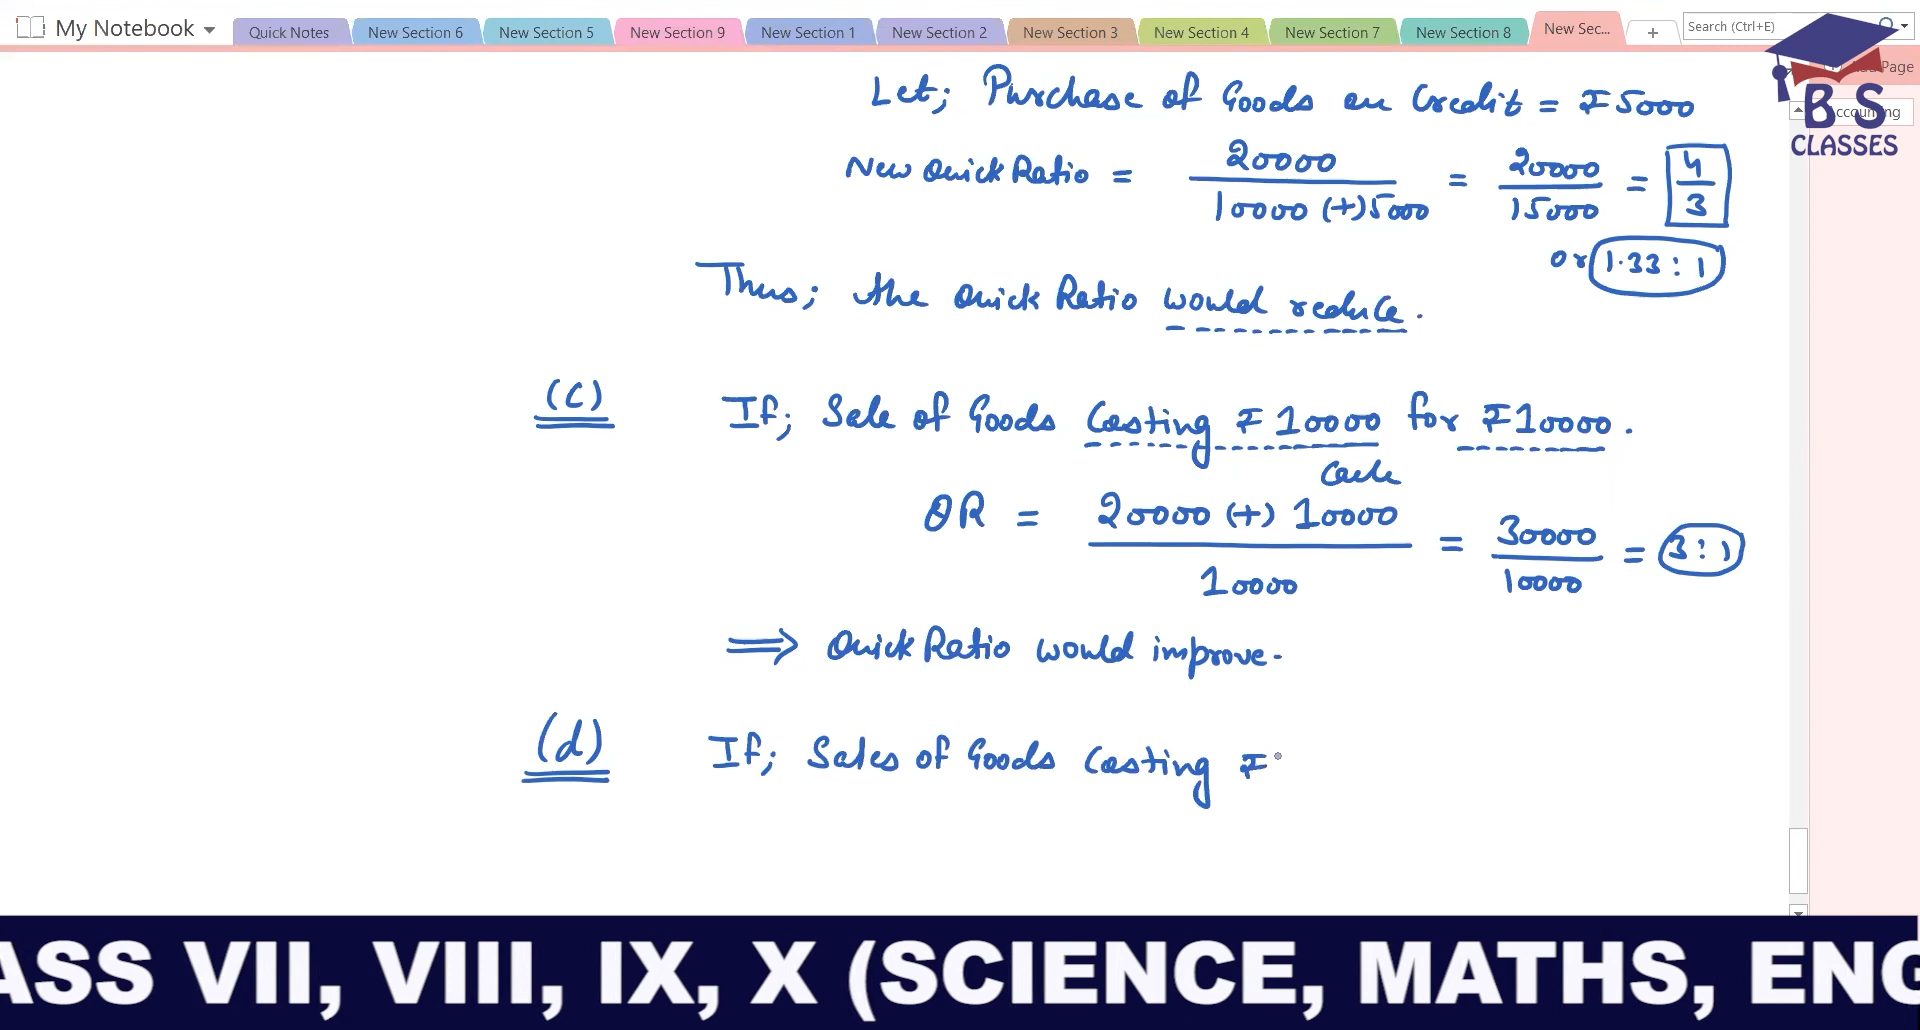 My Notebook
Quick Notes
New Section 6
New Section 5
New Section 9
New Section 1
New Section 2
New Section 3
New Section 4
New Section 7
New Section 8
New Sec...
+
Search (Ctrl+E)
Page
BS
CLASSES
Let; Purchase of Goods on Credit = ₹5000
New Quick Ratio = 20000 / 10000 (+) 5000 = 20000 / 15000 = 4/3
or 1.33 : 1
Thus; the Quick Ratio would reduce.
(c) If; Sale of Goods Costing ₹10000 for ₹10000.
Cash
QR = 20000 (+) 10000 / 10000 = 30000 / 10000 = 3 : 1
⟹ Quick Ratio would improve.
(d) If; Sales of Goods Costing ₹
ASS VII, VIII, IX, X (SCIENCE, MATHS, ENG